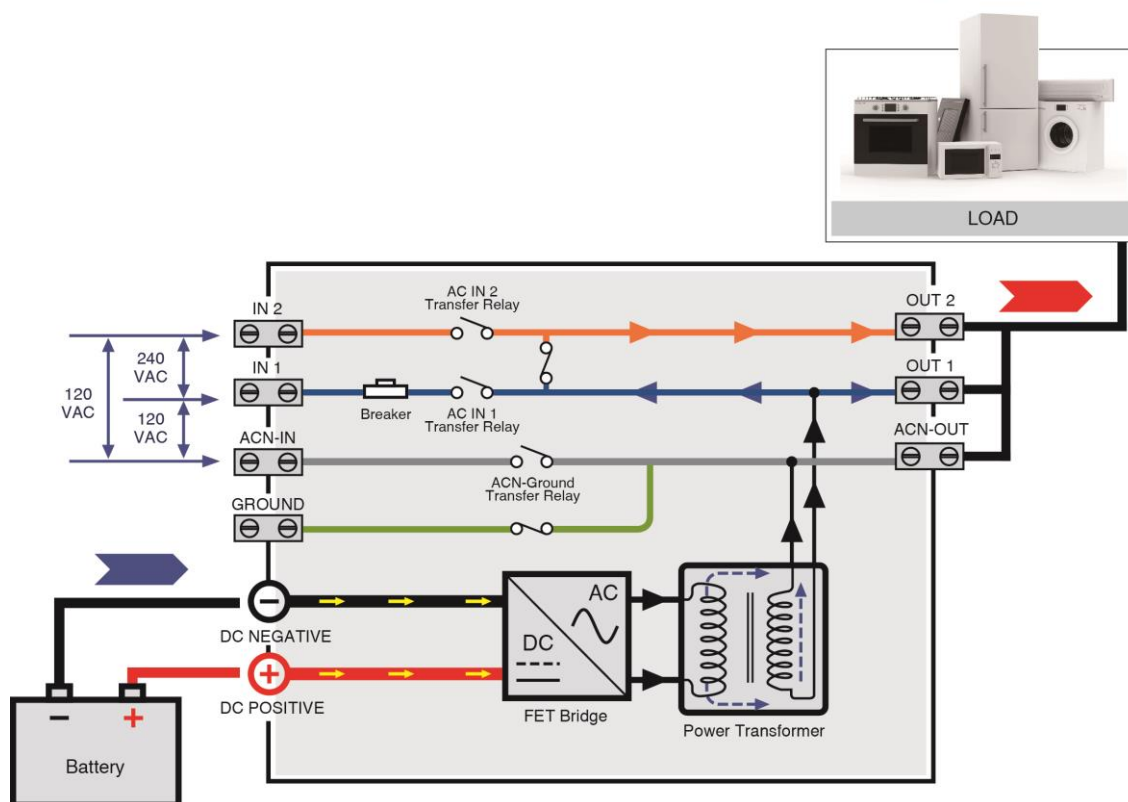 LOAD
IN 2
AC IN 2
Transfer Relay
OUT 2
240
VAC
120
VAC
IN 1
Breaker
AC IN 1
Transfer Relay
OUT 1
120
VAC
ACN-IN
ACN-OUT
ACN-Ground
Transfer Relay
GROUND
−
DC NEGATIVE
+
DC POSITIVE
AC
DC
FET Bridge
Power Transformer
− +
Battery